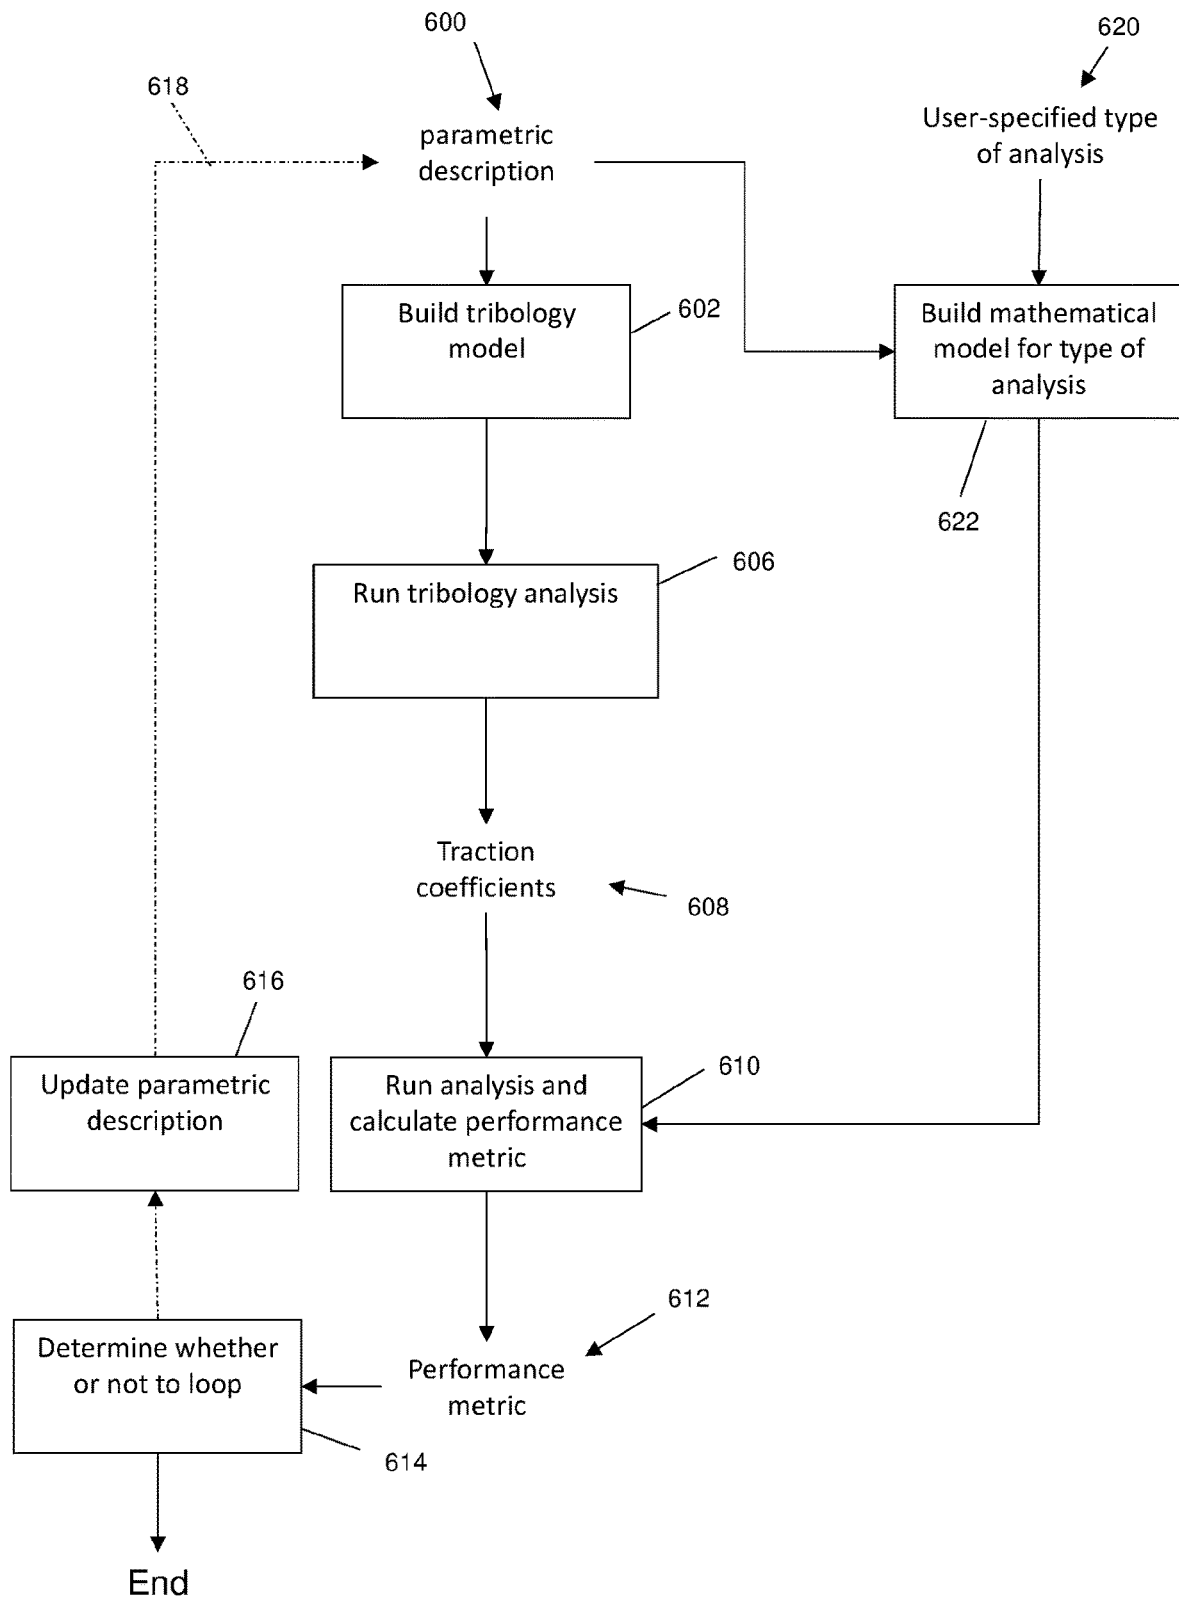 600
620
618
parametric
description
User-specified type
of analysis
Build tribology
model
602
Build mathematical
model for type of
analysis
622
Run tribology analysis
606
Traction
coefficients
608
616
Update parametric
description
Run analysis and
calculate performance
metric
610
612
Determine whether
or not to loop
Performance
metric
614
End